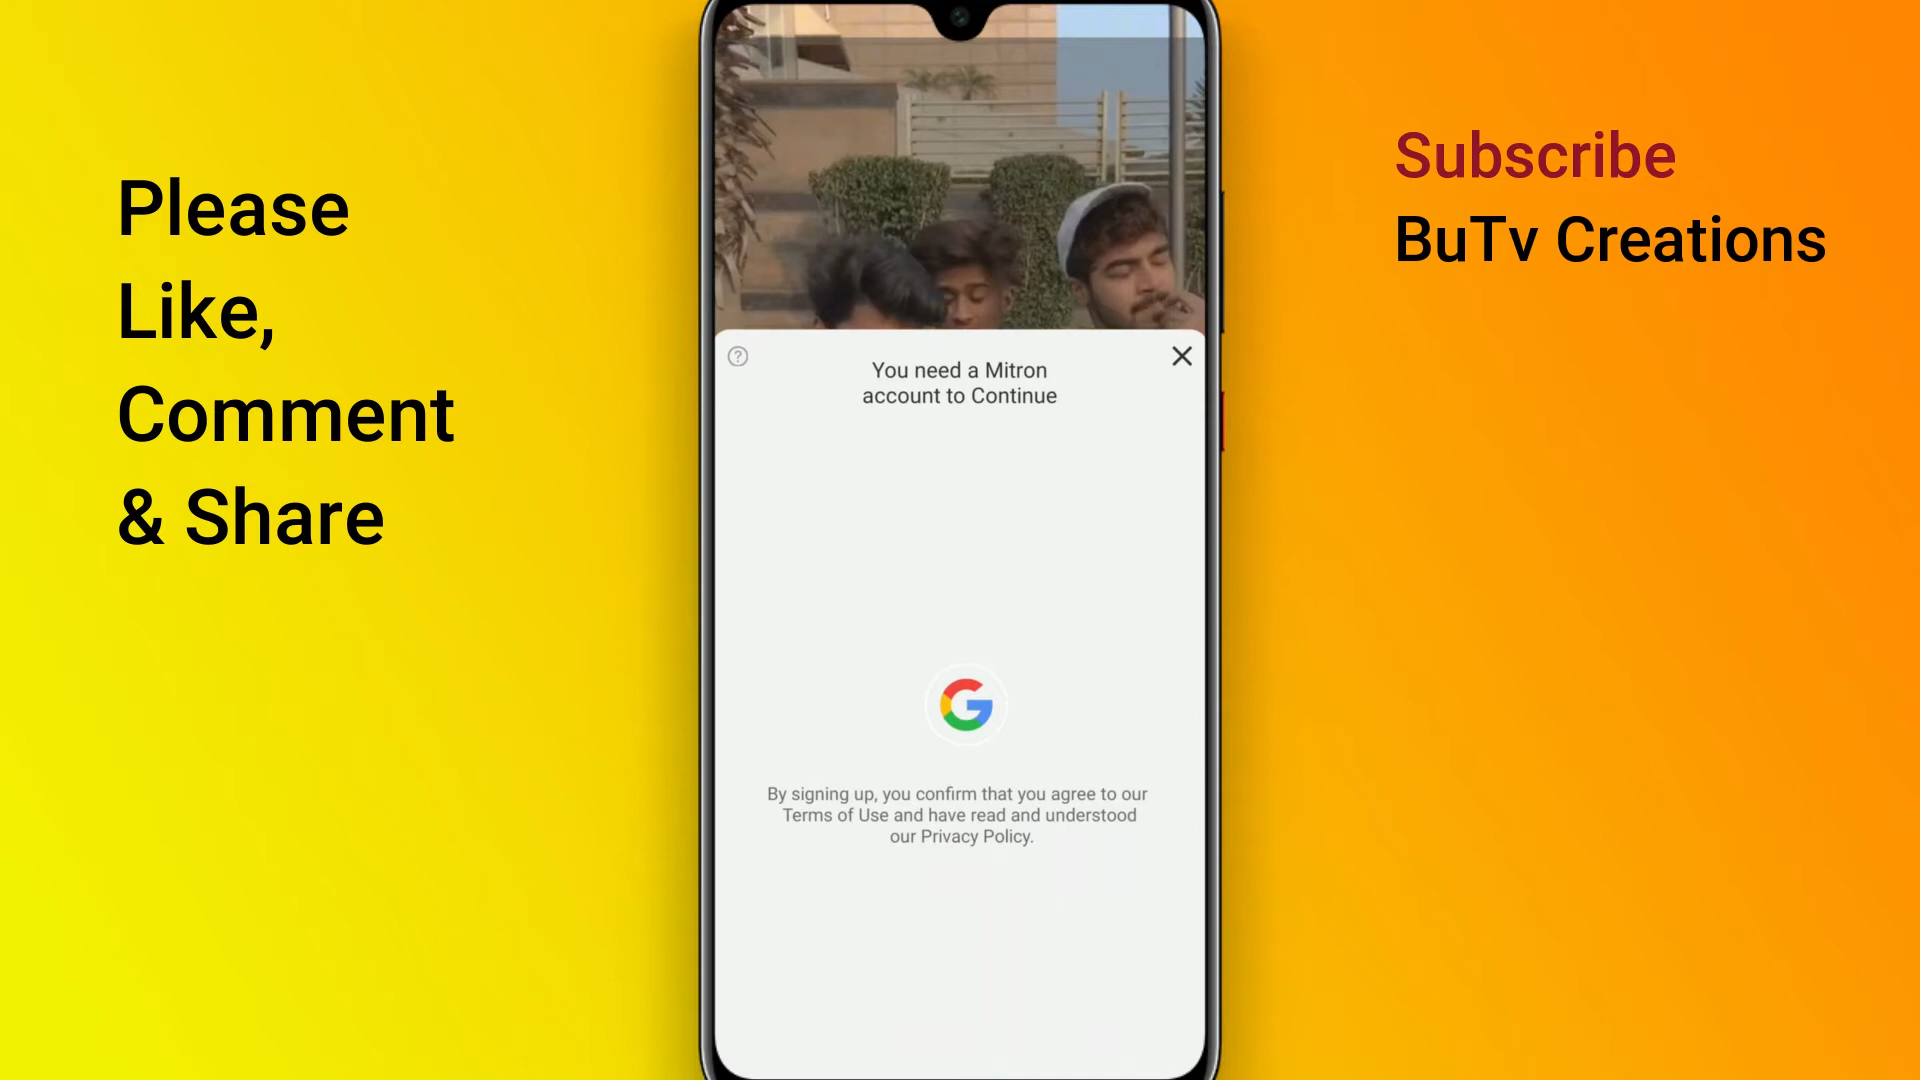 Please
Like,
Comment
& Share
Subscribe
BuTv Creations
You need a Mitron
account to Continue
By signing up, you confirm that you agree to our
Terms of Use and have read and understood
our Privacy Policy.